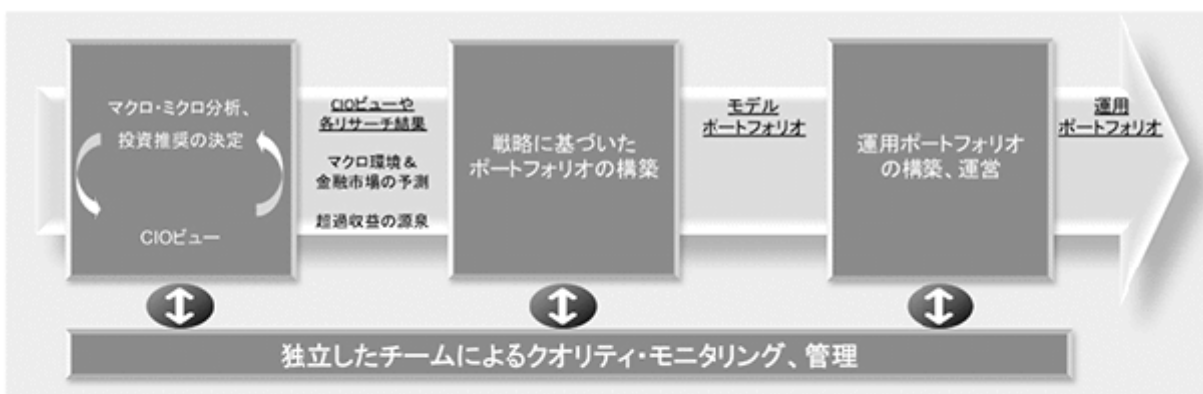 マクロ・ミクロ分析、
投資推奨の決定
CIOビュー
CIOビューや
各リサーチ結果
マクロ環境＆
金融市場の予測
超過収益の源泉
戦略に基づいた
ポートフォリオの構築
モデル
ポートフォリオ
運用ポートフォリオ
の構築、運営
運用
ポートフォリオ
独立したチームによるクオリティ・モニタリング、管理